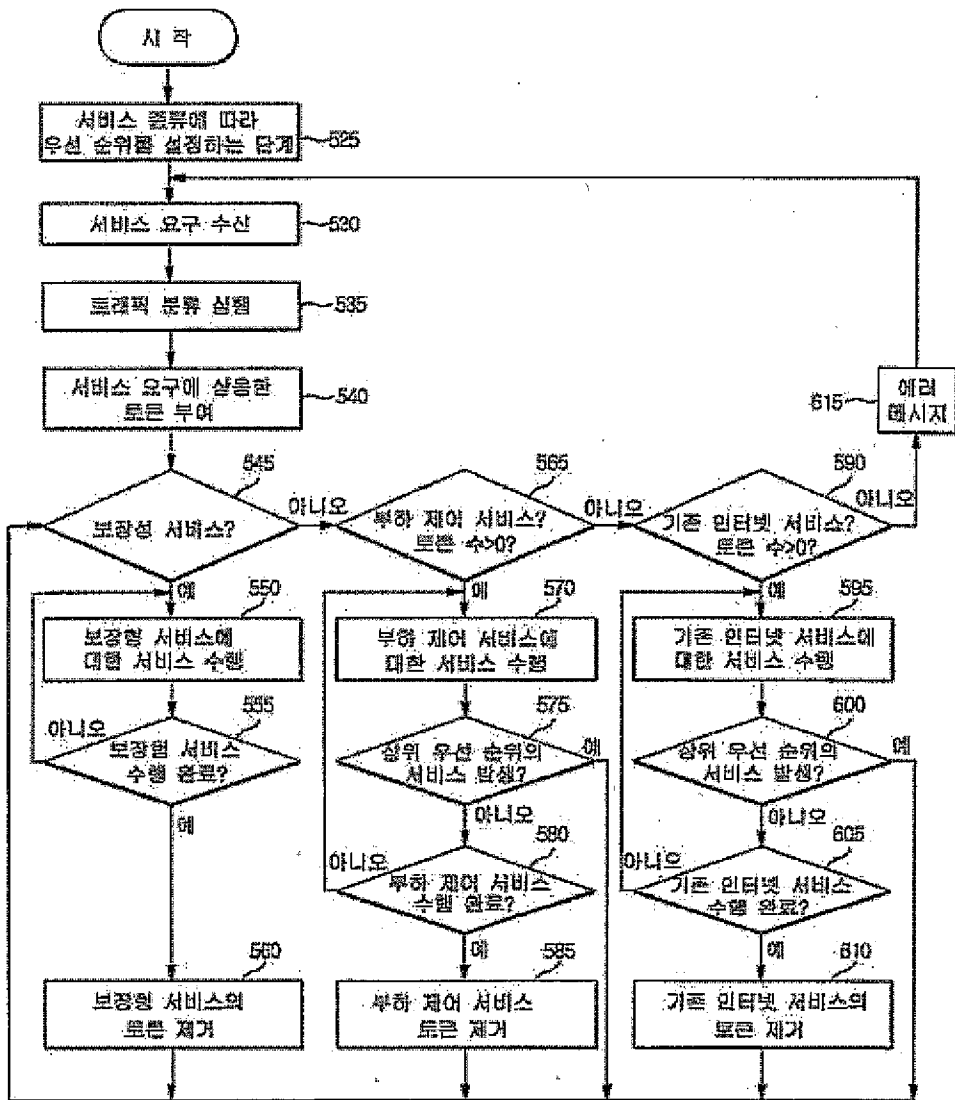 시 작
서비스 종류에 따라
우선 순위를 설정하는 단계
525
서비스 요구 수신
530
트래픽 분류 실행
535
서비스 요구에 상응한
토큰 부여
540
에러
메시지
615
545
보장성 서비스?
아니오
565
부하 제어 서비스?
토큰 수>0?
아니오
590
기존 인터넷 서비스?
토큰 수>0?
아니오
예
550
보장형 서비스에
대한 서비스 수행
예
570
부하 제어 서비스에
대한 서비스 수행
예
595
기존 인터넷 서비스에
대한 서비스 수행
555
아니오
보장형 서비스
수행 완료?
예
575
상위 우선 순위의
서비스 발생?
예
아니오
600
상위 우선 순위의
서비스 발생?
예
아니오
580
아니오
부하 제어 서비스
수행 완료?
예
605
아니오
기존 인터넷 서비스
수행 완료?
예
560
보장형 서비스의
토큰 제거
585
부하 제어 서비스
토큰 제거
610
기존 인터넷 서비스의
토큰 제거